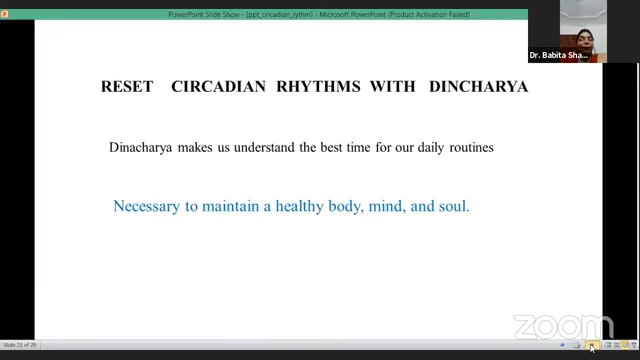 PowerPoint Slide Show - [ppt_circadian_rythm] - Microsoft PowerPoint (Product Activation Failed)
Dr. Babita Sha...
RESET CIRCADIAN RHYTHMS WITH DINCHARYA
Dinacharya makes us understand the best time for our daily routines
Necessary to maintain a healthy body, mind, and soul.
zoom
Slide 23 of 29